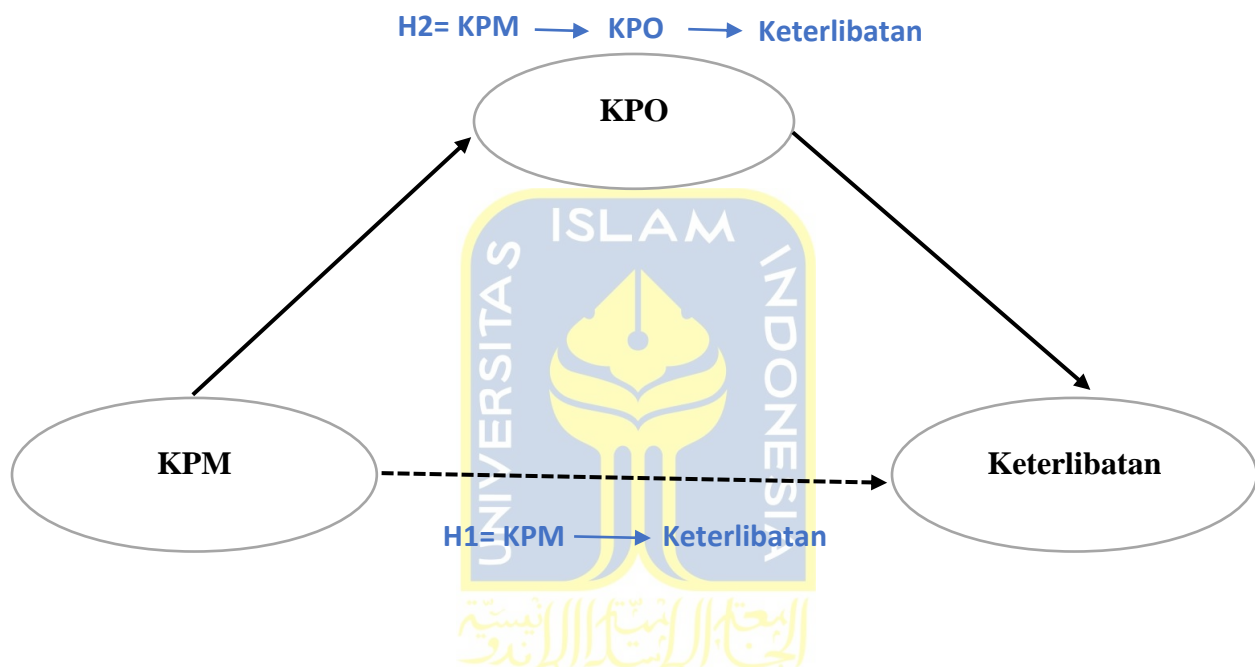 H2= KPM → KPO → Keterlibatan
KPO
ISLAM
UNIVERSITAS
INDONESIA
KPM
Keterlibatan
H1= KPM → Keterlibatan